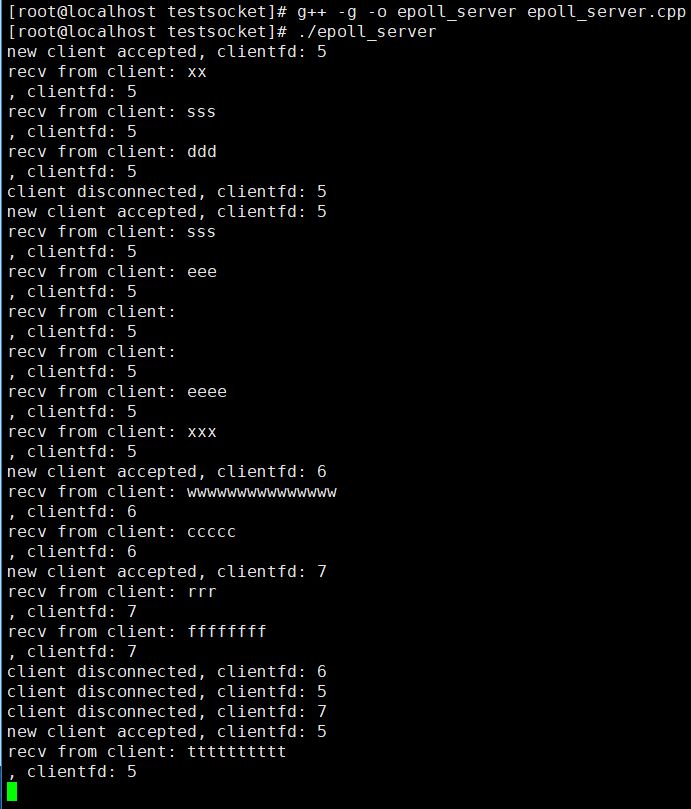 [root@localhost testsocket]# g++ -g -o epoll_server epoll_server.cpp
[root@localhost testsocket]# ./epoll_server
new client accepted, clientfd: 5
recv from client: xx
, clientfd: 5
recv from client: sss
, clientfd: 5
recv from client: ddd
, clientfd: 5
client disconnected, clientfd: 5
new client accepted, clientfd: 5
recv from client: sss
, clientfd: 5
recv from client: eee
, clientfd: 5
recv from client:
, clientfd: 5
recv from client:
, clientfd: 5
recv from client: eeee
, clientfd: 5
recv from client: xxx
, clientfd: 5
new client accepted, clientfd: 6
recv from client: wwwwwwwwwwwwwww
, clientfd: 6
recv from client: ccccc
, clientfd: 6
new client accepted, clientfd: 7
recv from client: rrr
, clientfd: 7
recv from client: ffffffff
, clientfd: 7
client disconnected, clientfd: 6
client disconnected, clientfd: 5
client disconnected, clientfd: 7
new client accepted, clientfd: 5
recv from client: tttttttttt
, clientfd: 5